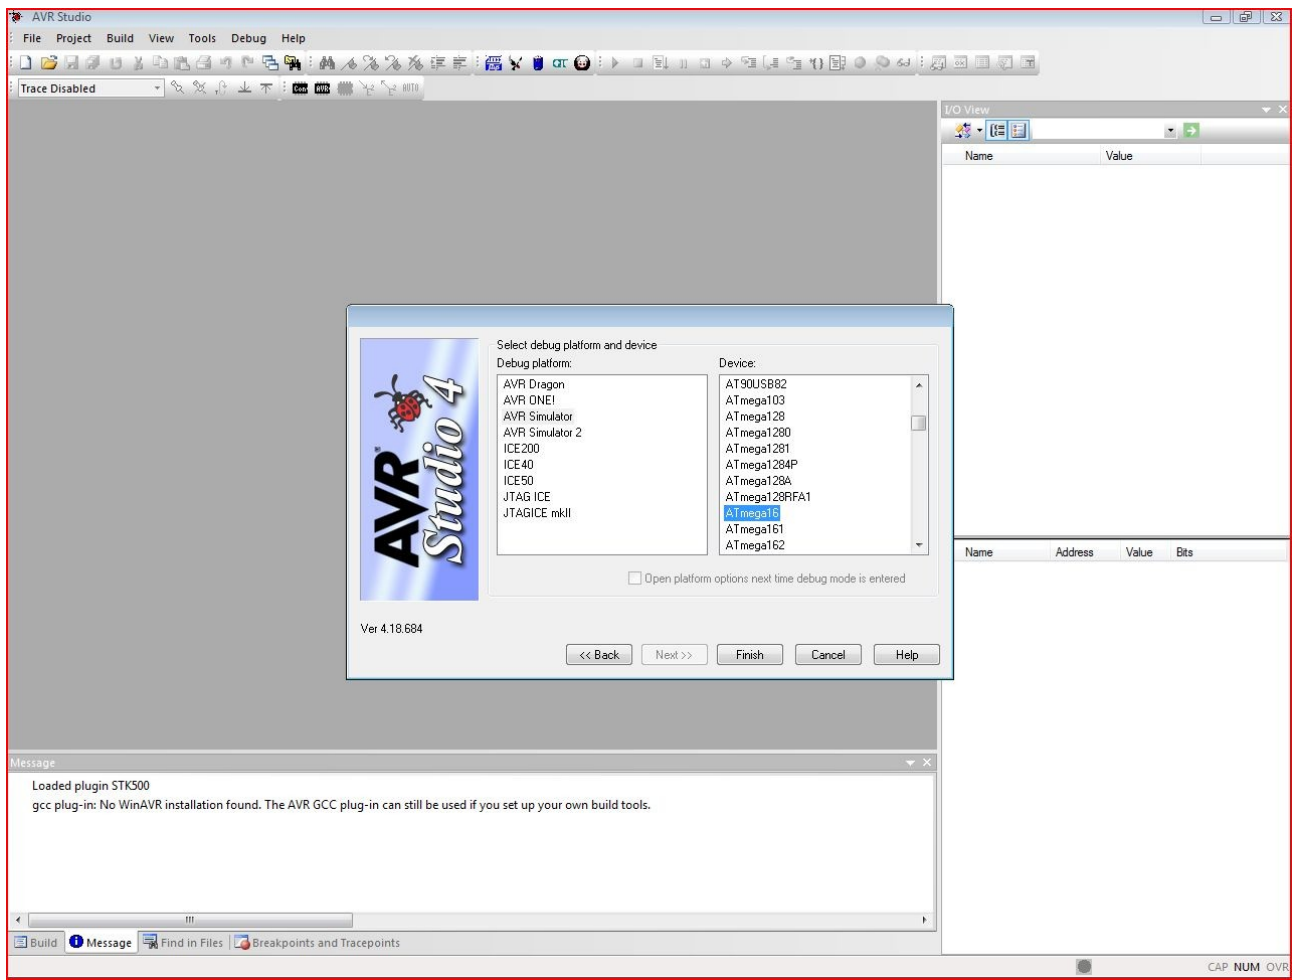 AVR Studio
File Project Build View Tools Debug Help
Trace Disabled
Con AVR AUTO
I/O View
Name Value
Select debug platform and device
Debug platform:
AVR Dragon
AVR ONE!
AVR Simulator
AVR Simulator 2
ICE200
ICE40
ICE50
JTAG ICE
JTAGICE mkII
Device:
AT90USB82
ATmega103
ATmega128
ATmega1280
ATmega1281
ATmega1284P
ATmega128A
ATmega128RFA1
ATmega16
ATmega161
ATmega162
Open platform options next time debug mode is entered
AVR
Studio 4
Ver 4.18.684
<< Back Next >> Finish Cancel Help
Name Address Value Bits
Message
Loaded plugin STK500
gcc plug-in: No WinAVR installation found. The AVR GCC plug-in can still be used if you set up your own build tools.
Build Message Find in Files Breakpoints and Tracepoints
CAP NUM OVR